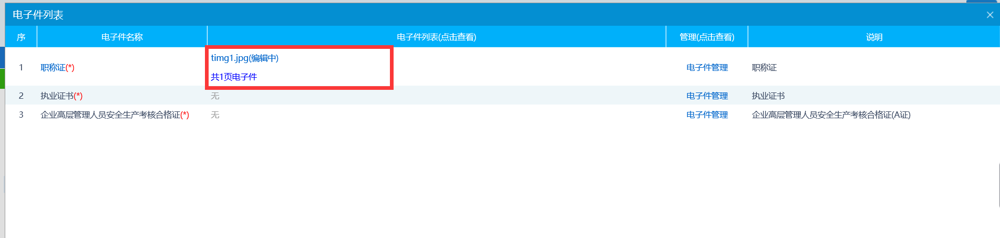 电子件列表
序 电子件名称 电子件列表(点击查看) 管理(点击查看) 说明
1 职称证(*) timg1.jpg(编辑中) 电子件管理 职称证
共1页电子件
2 执业证书(*) 无 电子件管理 执业证书
3 企业高层管理人员安全生产考核合格证(*) 无 电子件管理 企业高层管理人员安全生产考核合格证(A证)